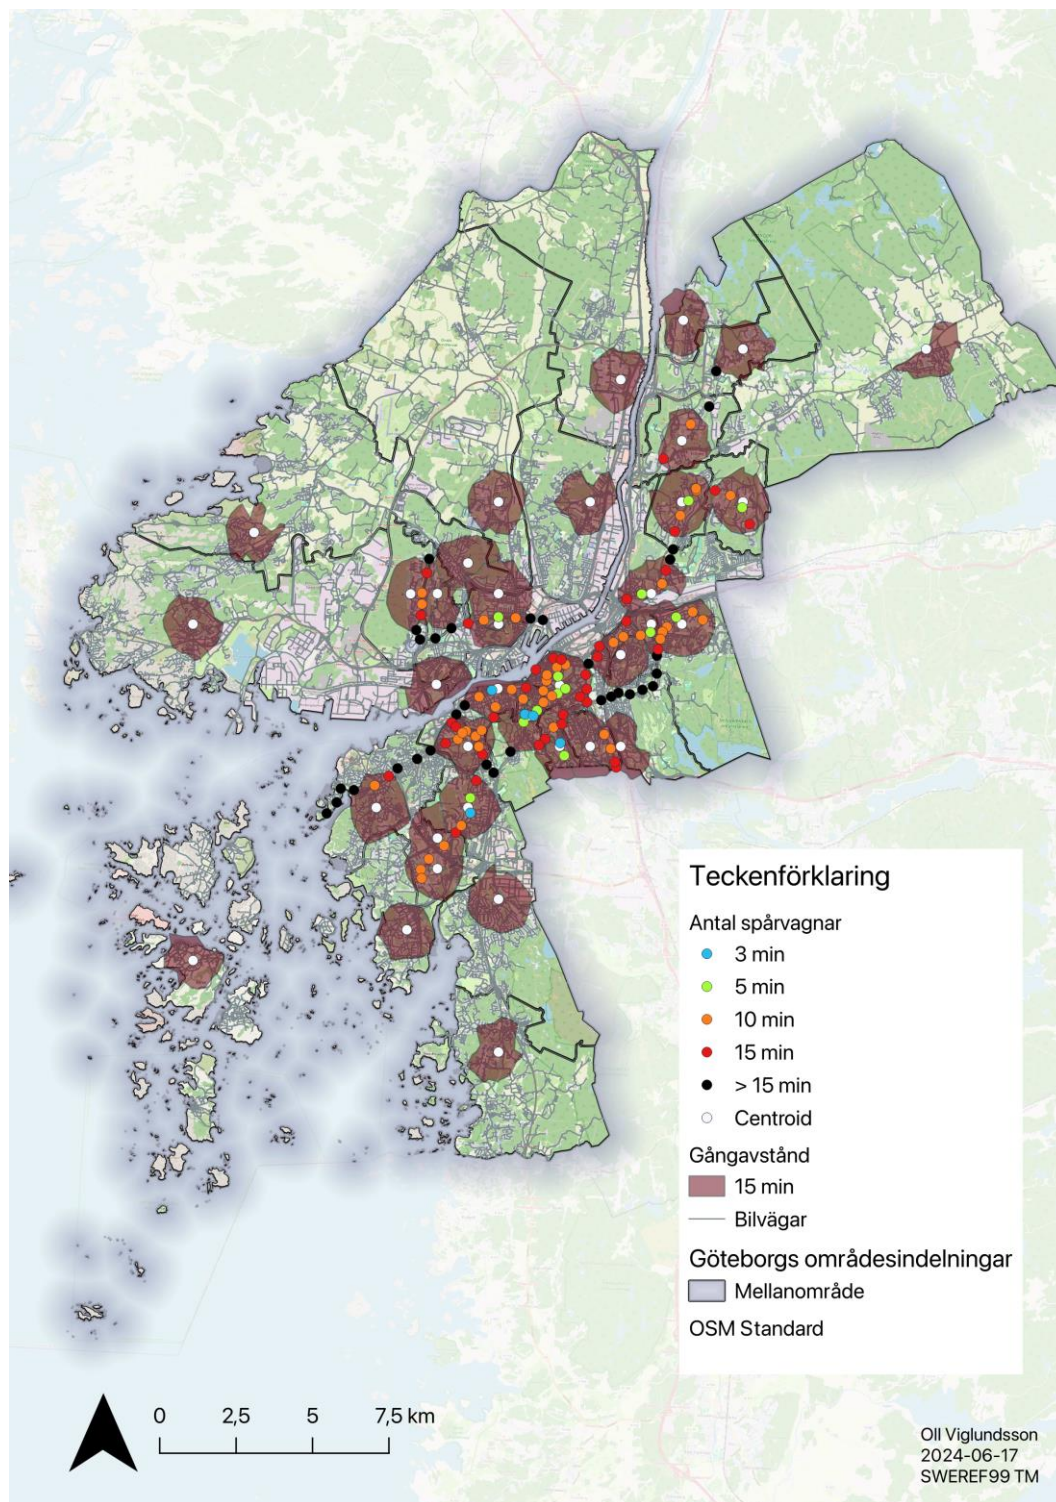 Teckenförklaring
Antal spårvagnar
3 min
5 min
10 min
15 min
> 15 min
Centroid
Gångavstånd
15 min
Bilvägar
Göteborgs områdesindelningar
Mellanområde
OSM Standard
0 2,5 5 7,5 km
Oll Viglundsson
2024-06-17
SWEREF99 TM